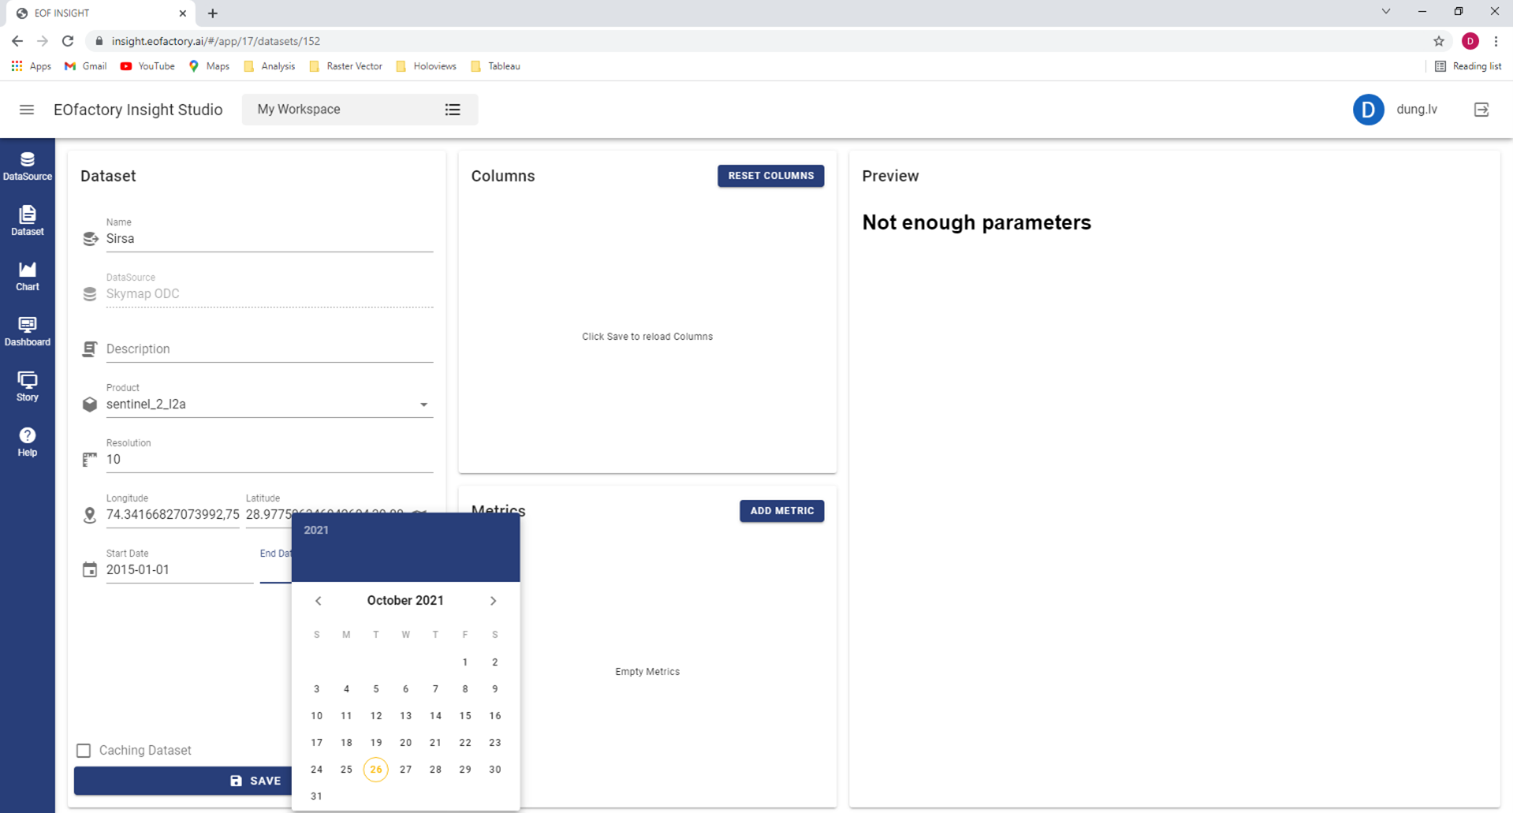 EOF INSIGHT
insight.eofactory.ai/#/app/17/datasets/152
D
Apps
Gmail
YouTube
Maps
Analysis
Raster Vector
Holoviews
Tableau
Reading list
EOfactory Insight Studio
My Workspace
D
dung.lv
DataSource
Dataset
Chart
Dashboard
Story
Help
Dataset
Name
Sirsa
DataSource
Skymap ODC
Description
Product
sentinel_2_l2a
Resolution
10
Longitude
74.34166827073992,75
Latitude
Start Date
2015-01-01
End Dat
Caching Dataset
SAVE
2021
October 2021
S M T W T F S
1 2
3 4 5 6 7 8 9
10 11 12 13 14 15 16
17 18 19 20 21 22 23
24 25 26 27 28 29 30
31
Columns
RESET COLUMNS
Click Save to reload Columns
Metrics
ADD METRIC
Empty Metrics
Preview
Not enough parameters